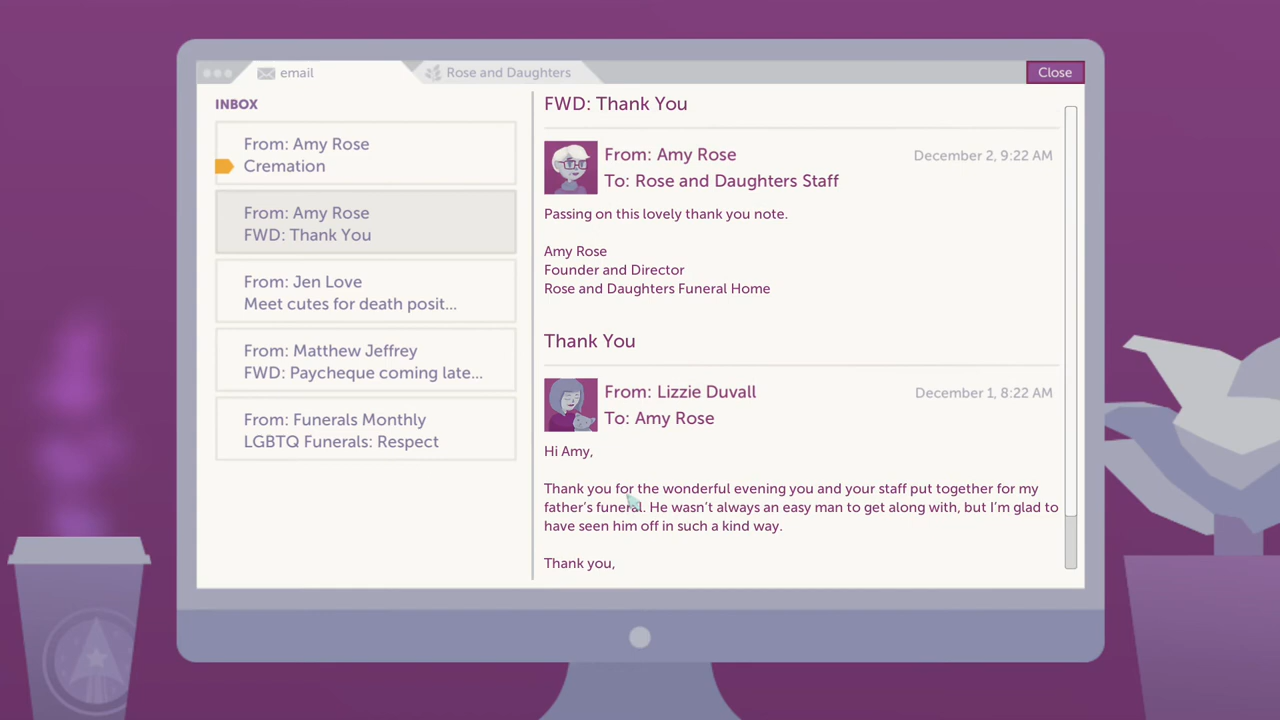 email
Rose and Daughters
Close
INBOX
From: Amy Rose
Cremation
From: Amy Rose
FWD: Thank You
From: Jen Love
Meet cutes for death posit...
From: Matthew Jeffrey
FWD: Paycheque coming late...
From: Funerals Monthly
LGBTQ Funerals: Respect
FWD: Thank You
From: Amy Rose
December 2, 9:22 AM
To: Rose and Daughters Staff
Passing on this lovely thank you note.
Amy Rose
Founder and Director
Rose and Daughters Funeral Home
Thank You
From: Lizzie Duvall
December 1, 8:22 AM
To: Amy Rose
Hi Amy,
Thank you for the wonderful evening you and your staff put together for my
father's funeral. He wasn't always an easy man to get along with, but I'm glad to
have seen him off in such a kind way.
Thank you,